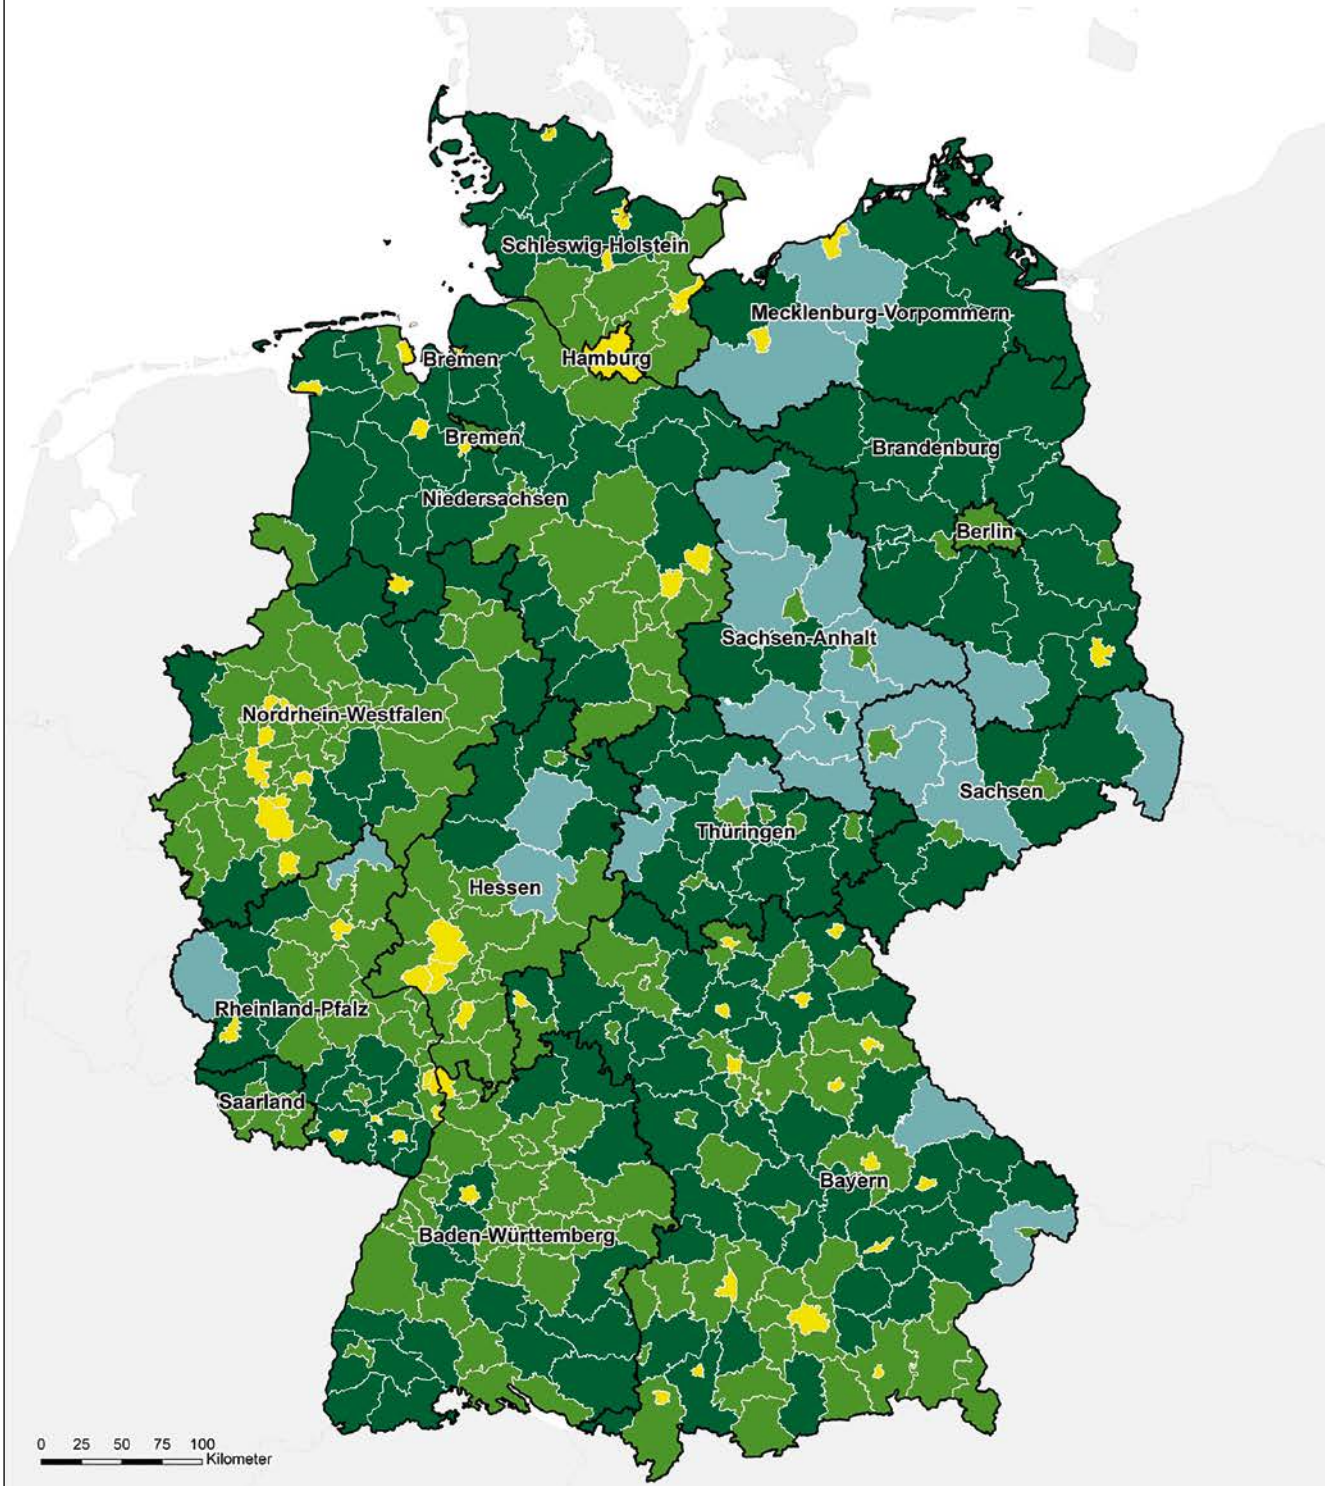 Schleswig-Holstein
Mecklenburg-Vorpommern
Hamburg
Bremen
Bremen
Brandenburg
Niedersachsen
Berlin
Sachsen-Anhalt
Nordrhein-Westfalen
Sachsen
Thüringen
Hessen
Rheinland-Pfalz
Saarland
Bayern
Baden-Württemberg
0 25 50 75 100
Kilometer